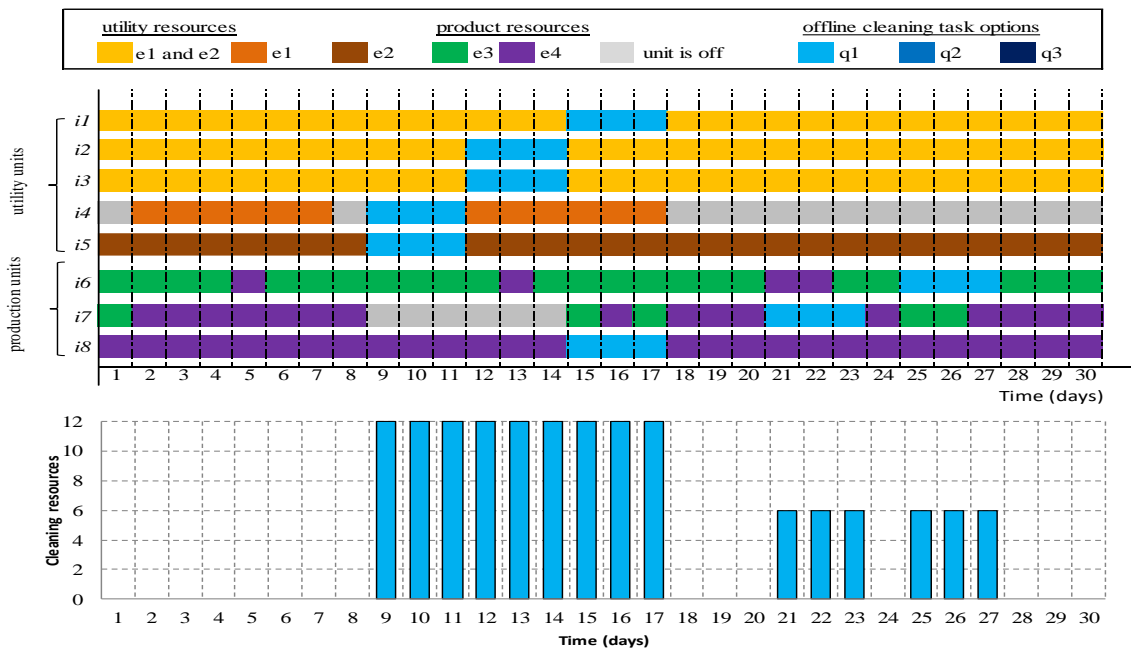 utility resources product resources offline cleaning task options
e1 and e2 e1 e2 e3 e4 unit is off q1 q2 q3
utility units
i1
i2
i3
i4
i5
production units
i6
i7
i8
1 2 3 4 5 6 7 8 9 10 11 12 13 14 15 16 17 18 19 20 21 22 23 24 25 26 27 28 29 30
Time (days)
Cleaning resources
12
10
8
6
4
2
0
1 2 3 4 5 6 7 8 9 10 11 12 13 14 15 16 17 18 19 20 21 22 23 24 25 26 27 28 29 30
Time (days)